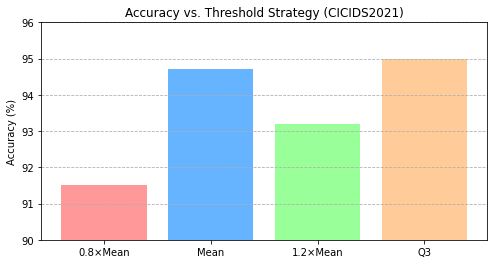 Accuracy vs. Threshold Strategy (CICIDS2021)
Accuracy (%)
96
95
94
93
92
91
90
0.8×Mean
Mean
1.2×Mean
Q3